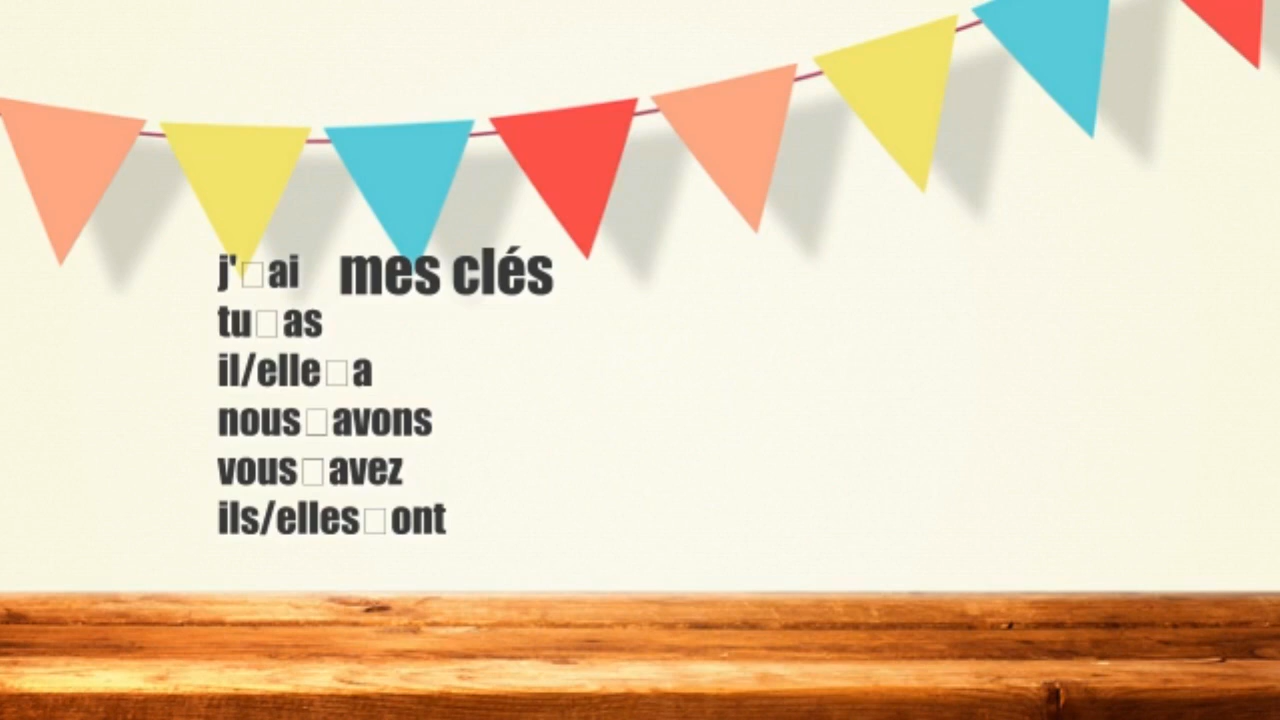 j' ai mes clés
tu as
il/elle a
nous avons
vous avez
ils/elles ont